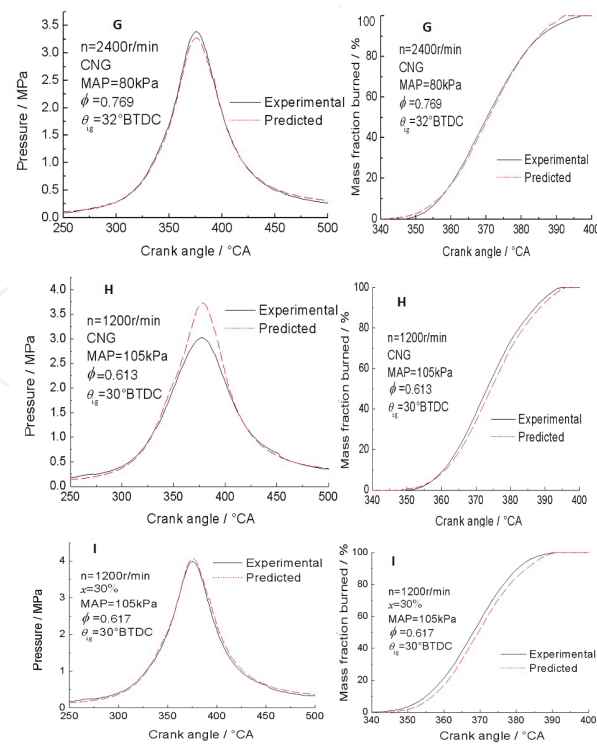 G
n=2400r/min
CNG
MAP=80kPa
ϕ=0.769
θig=32°BTDC
Experimental
Predicted
Pressure / MPa
3.5
3.0
2.5
2.0
1.5
1.0
0.5
0.0
250 300 350 400 450 500
Crank angle / °CA
G
n=2400r/min
CNG
MAP=80kPa
ϕ=0.769
θig=32°BTDC
Experimental
Predicted
Mass fraction burned / %
100
80
60
40
20
0
340 350 360 370 380 390 400
Crank angle / °CA
H
n=1200r/min
CNG
MAP=105kPa
ϕ=0.613
θig=30°BTDC
Experimental
Predicted
Pressure / MPa
4.0
3.5
3.0
2.5
2.0
1.5
1.0
0.5
0.0
250 300 350 400 450 500
Crank angle / °CA
H
n=1200r/min
CNG
MAP=105kPa
ϕ=0.613
θig=30°BTDC
Experimental
Predicted
Mass fraction burned / %
100
80
60
40
20
0
340 350 360 370 380 390 400
Crank angle / °CA
I
n=1200r/min
x=30%
MAP=105kPa
ϕ=0.617
θig=30°BTDC
Experimental
Predicted
Pressure / MPa
4
3
2
1
0
250 300 350 400 450 500
Crank angle / °CA
I
n=1200r/min
x=30%
MAP=105kPa
ϕ=0.617
θig=30°BTDC
Experimental
Predicted
Mass fraction burned / %
100
80
60
40
20
0
340 350 360 370 380 390 400
Crank angle / °CA